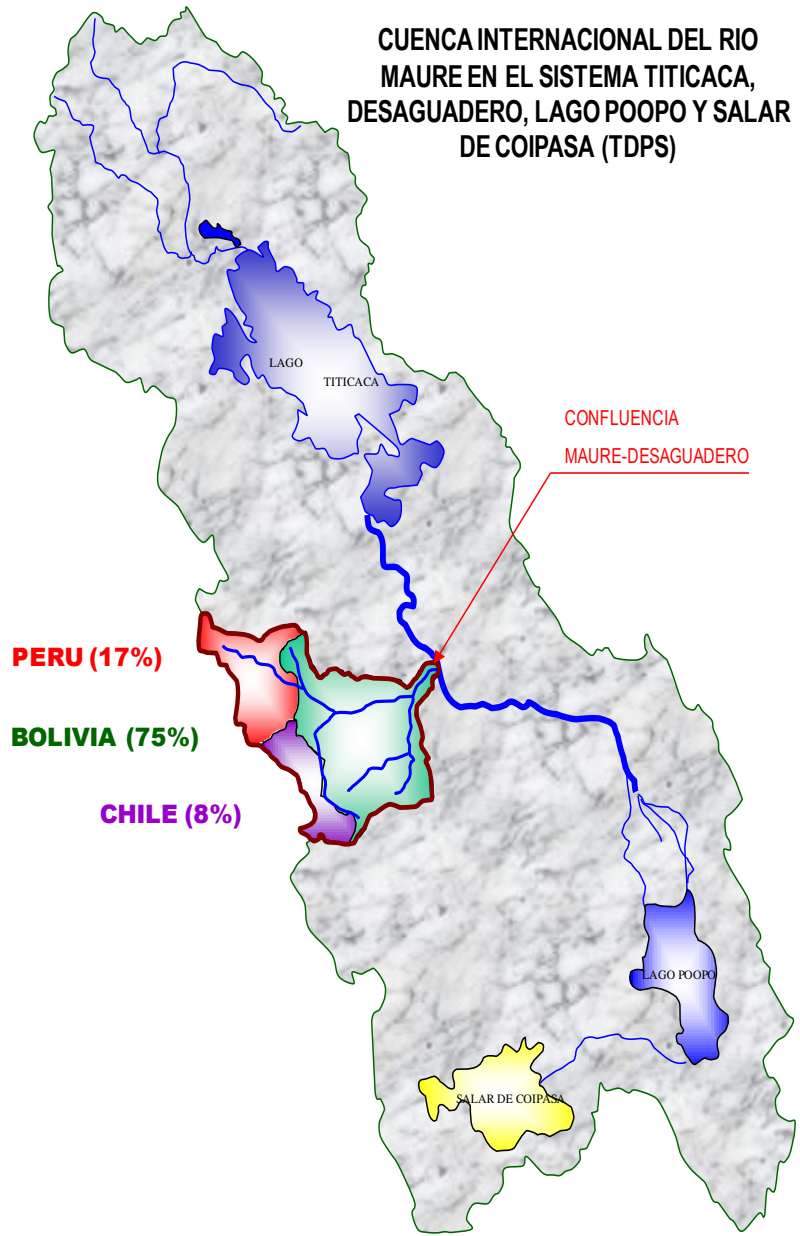 CUENCA INTERNACIONAL DEL RIO
MAURE EN EL SISTEMA TITICACA,
DESAGUADERO, LAGO POOPO Y SALAR
DE COIPASA (TDPS)
LAGO
TITICACA
CONFLUENCIA
MAURE-DESAGUADERO
PERU (17%)
BOLIVIA (75%)
CHILE (8%)
LAGO POOPO
SALAR DE COIPASA